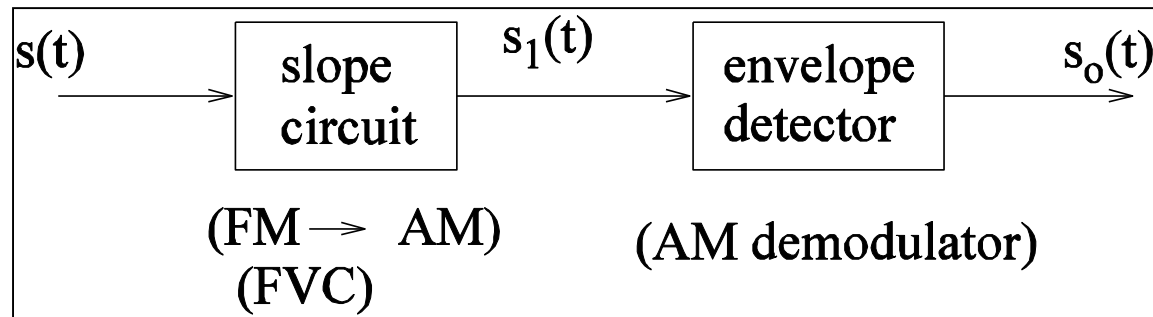 s(t)
slope
circuit
s₁(t)
envelope
detector
sₒ(t)
(FM → AM)
(FVC)
(AM demodulator)